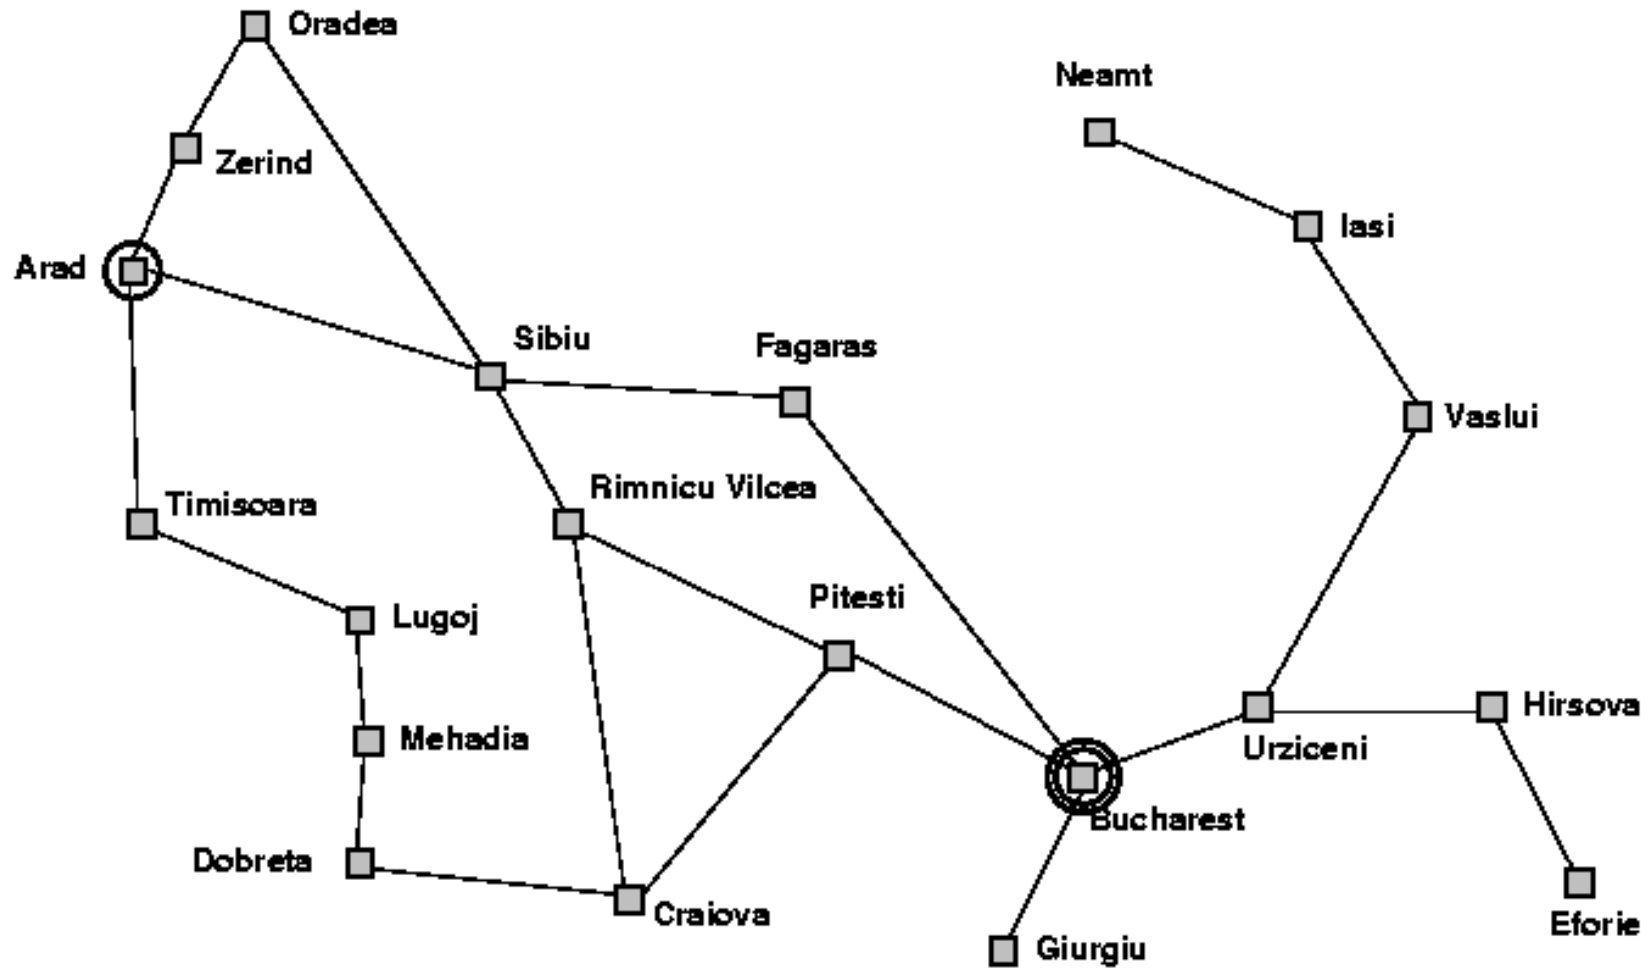 Oradea
Neamt
Zerind
Iasi
Arad
Sibiu
Fagaras
Vaslui
Rimnicu Vilcea
Timisoara
Pitesti
Lugoj
Hirsova
Mehadia
Urziceni
Bucharest
Dobreta
Craiova
Eforie
Giurgiu